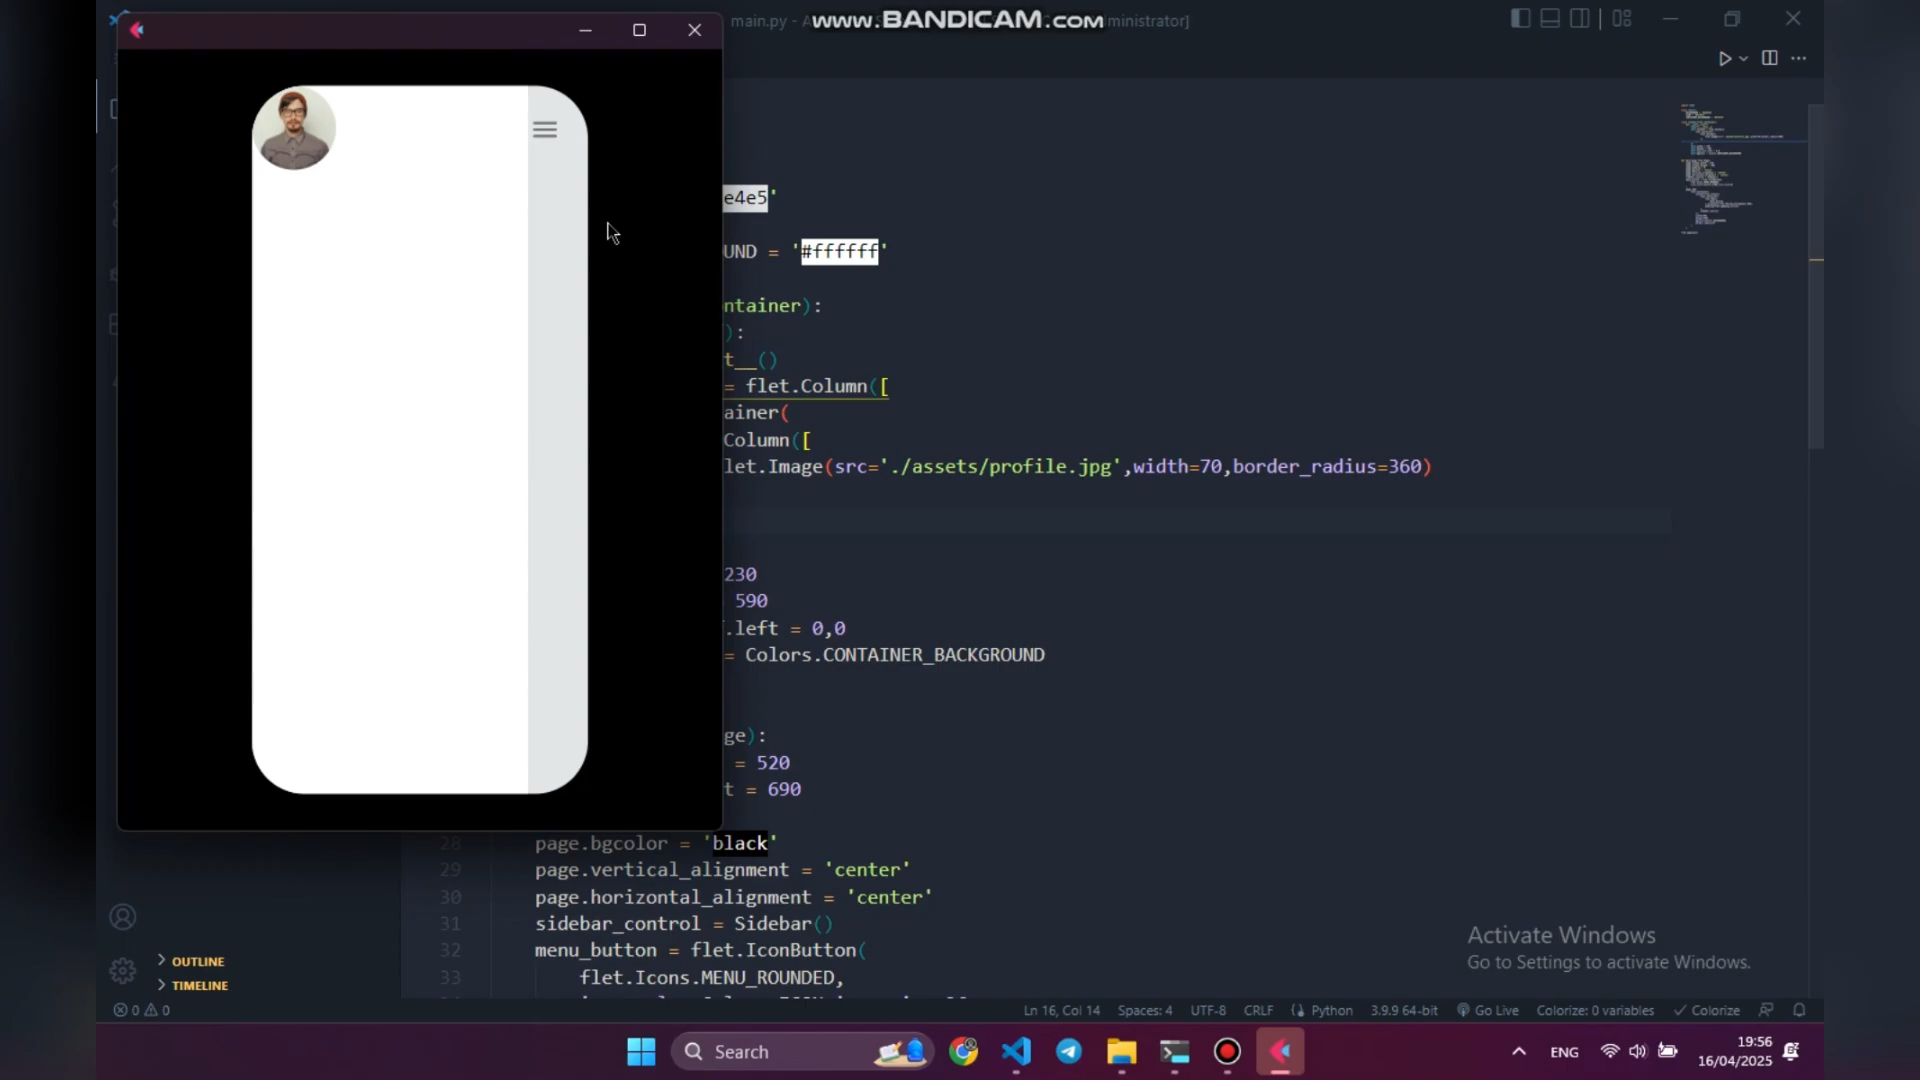 main.py - A
www.BANDICAM.com
ministrator]
e4e5'
UND = '#ffffff'
ntainer):
):
t__()
= flet.Column([
ainer(
Column([
let.Image(src='./assets/profile.jpg',width=70,border_radius=360)
230
590
.left = 0,0
= Colors.CONTAINER_BACKGROUND
ge):
= 520
t = 690
28 page.bgcolor = 'black'
29 page.vertical_alignment = 'center'
30 page.horizontal_alignment = 'center'
31 sidebar_control = Sidebar()
32 menu_button = flet.IconButton(
33 flet.Icons.MENU_ROUNDED,
Activate Windows
Go to Settings to activate Windows.
OUTLINE
TIMELINE
0 0
Ln 16, Col 14
Spaces: 4
UTF-8
CRLF
Python
3.9.9 64-bit
Go Live
Colorize: 0 variables
Colorize
Search
ENG
19:56
16/04/2025